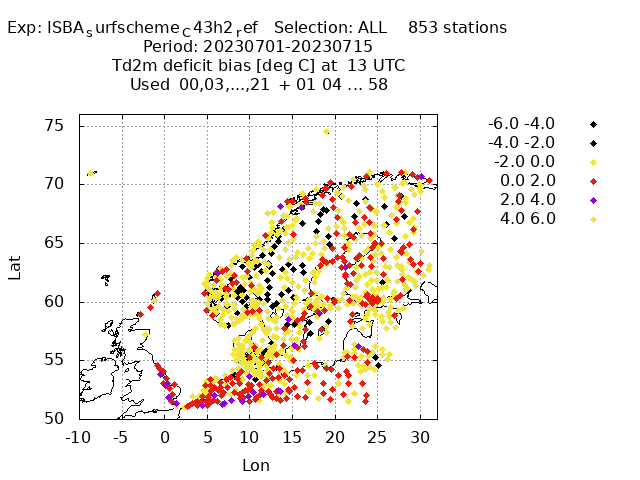 Exp: ISBAsurfschemeC43h2ref Selection: ALL 853 stations
Period: 20230701-20230715
Td2m deficit bias [deg C] at 13 UTC
Used 00,03,...,21 + 01 04 ... 58
-6.0 -4.0
-4.0 -2.0
-2.0 0.0
0.0 2.0
2.0 4.0
4.0 6.0
75
70
65
60
55
50
Lat
-10 -5 0 5 10 15 20 25 30
Lon